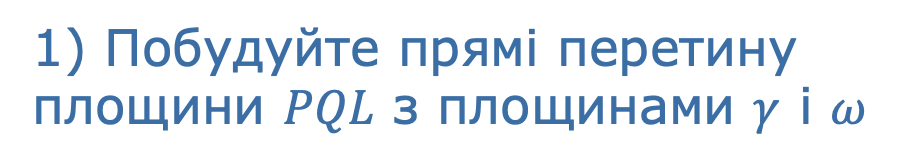 1) Побудуйте прямі перетину
площини 𝑃𝑄𝐿 з площинами 𝛾 і 𝜔